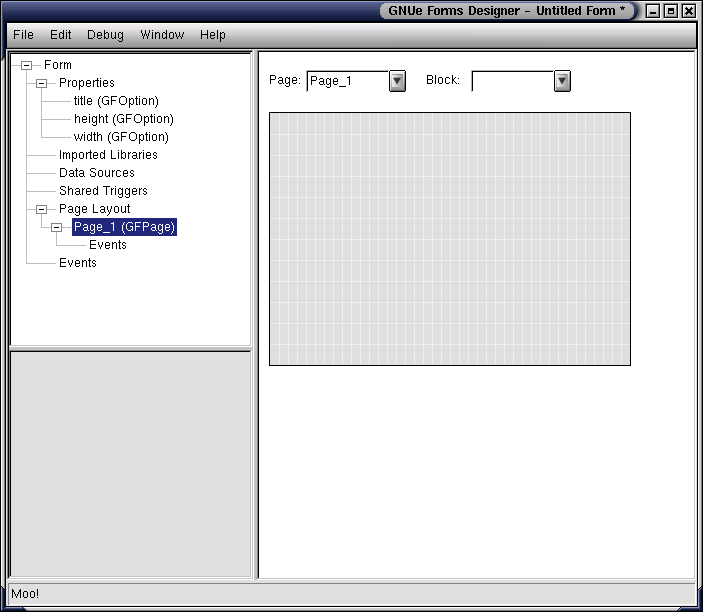 GNUe Forms Designer - Untitled Form *
File Edit Debug Window Help
Form
Properties
title (GFOption)
height (GFOption)
width (GFOption)
Imported Libraries
Data Sources
Shared Triggers
Page Layout
Page_1 (GFPage)
Events
Events
Page: Page_1 Block:
Moo!